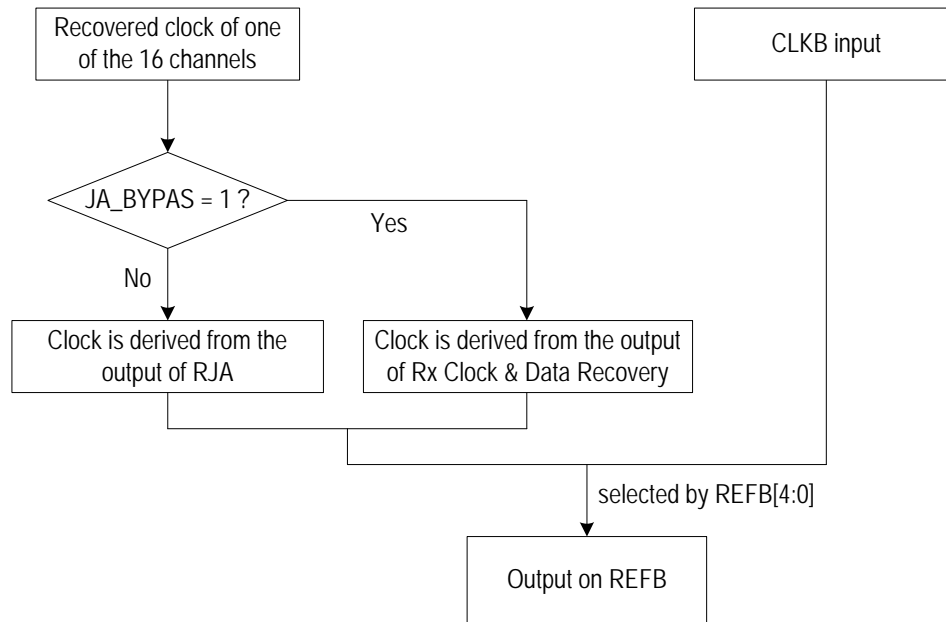 Recovered clock of one
of the 16 channels
CLKB input
JA_BYPAS = 1 ?
Yes
No
Clock is derived from the
output of RJA
Clock is derived from the output
of Rx Clock & Data Recovery
selected by REFB[4:0]
Output on REFB